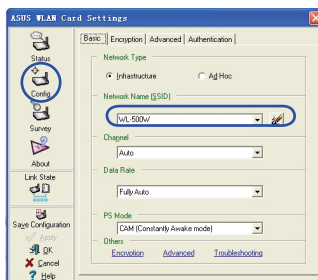 ASUS WLAN Card Settings
Status
Config
Survey
About
Link State
Save Configuration
Apply
OK
Cancel
Help
Basic
Encryption
Advanced
Authentication
Network Type
Infrastructure
Ad Hoc
Network Name (SSID)
WL-500W
Channel
Auto
Data Rate
Fully Auto
PS Mode
CAM (Constantly Awake mode)
Others
Encryption
Advanced
Troubleshooting